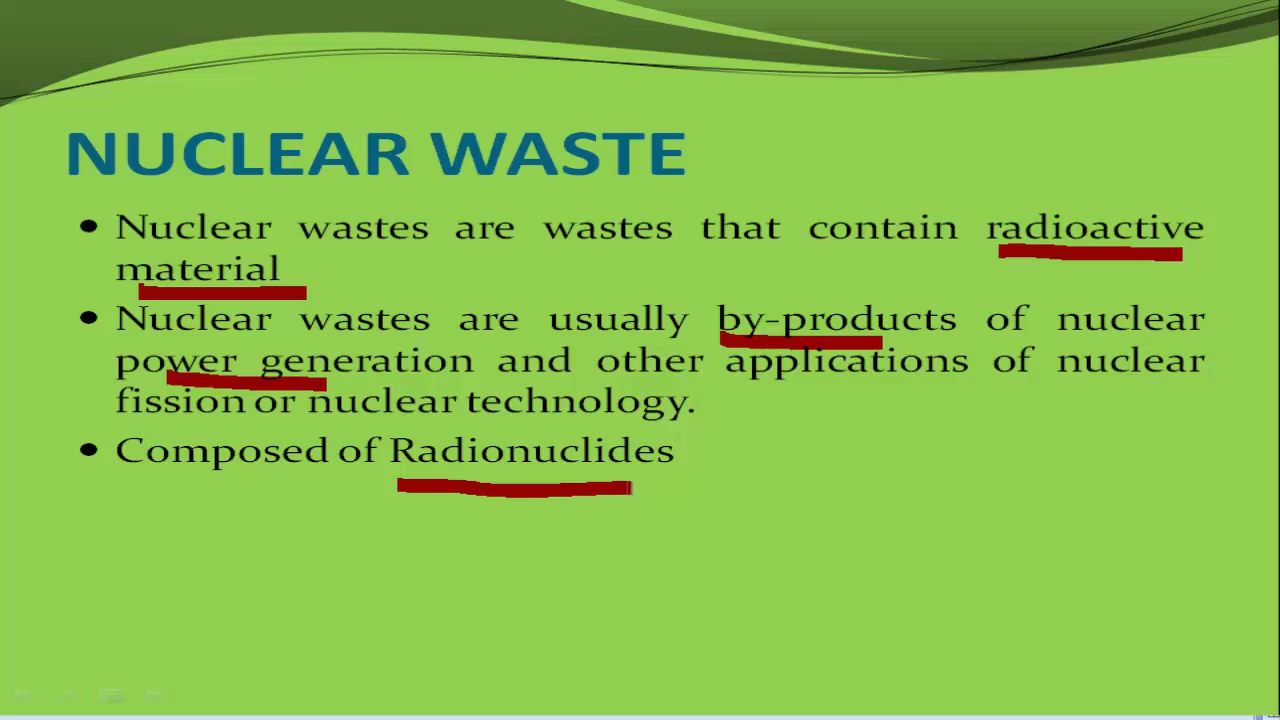 NUCLEAR WASTE
• Nuclear wastes are wastes that contain radioactive
material
• Nuclear wastes are usually by-products of nuclear
power generation and other applications of nuclear
fission or nuclear technology.
• Composed of Radionuclides